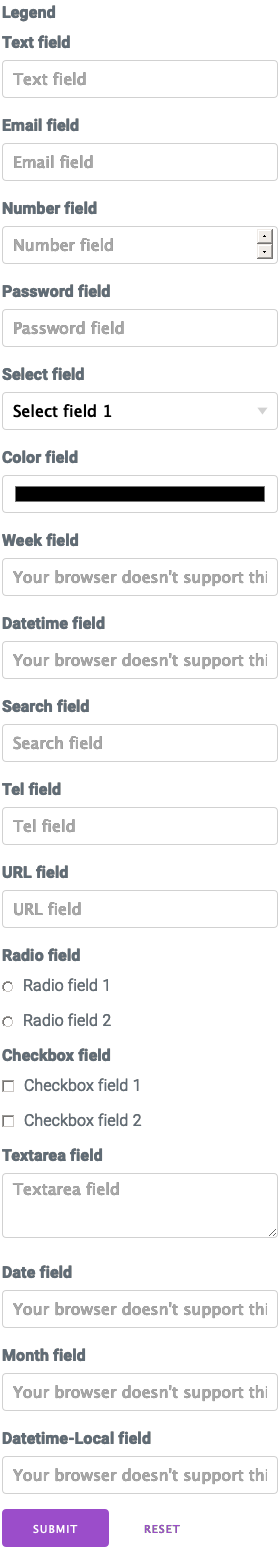 Legend
Text field
Text field
Email field
Email field
Number field
Number field
Password field
Password field
Select field
Select field 1
Color field
Week field
Your browser doesn't support thi
Datetime field
Your browser doesn't support thi
Search field
Search field
Tel field
Tel field
URL field
URL field
Radio field
Radio field 1
Radio field 2
Checkbox field
Checkbox field 1
Checkbox field 2
Textarea field
Textarea field
Date field
Your browser doesn't support thi
Month field
Your browser doesn't support thi
Datetime-Local field
Your browser doesn't support thi
SUBMIT RESET